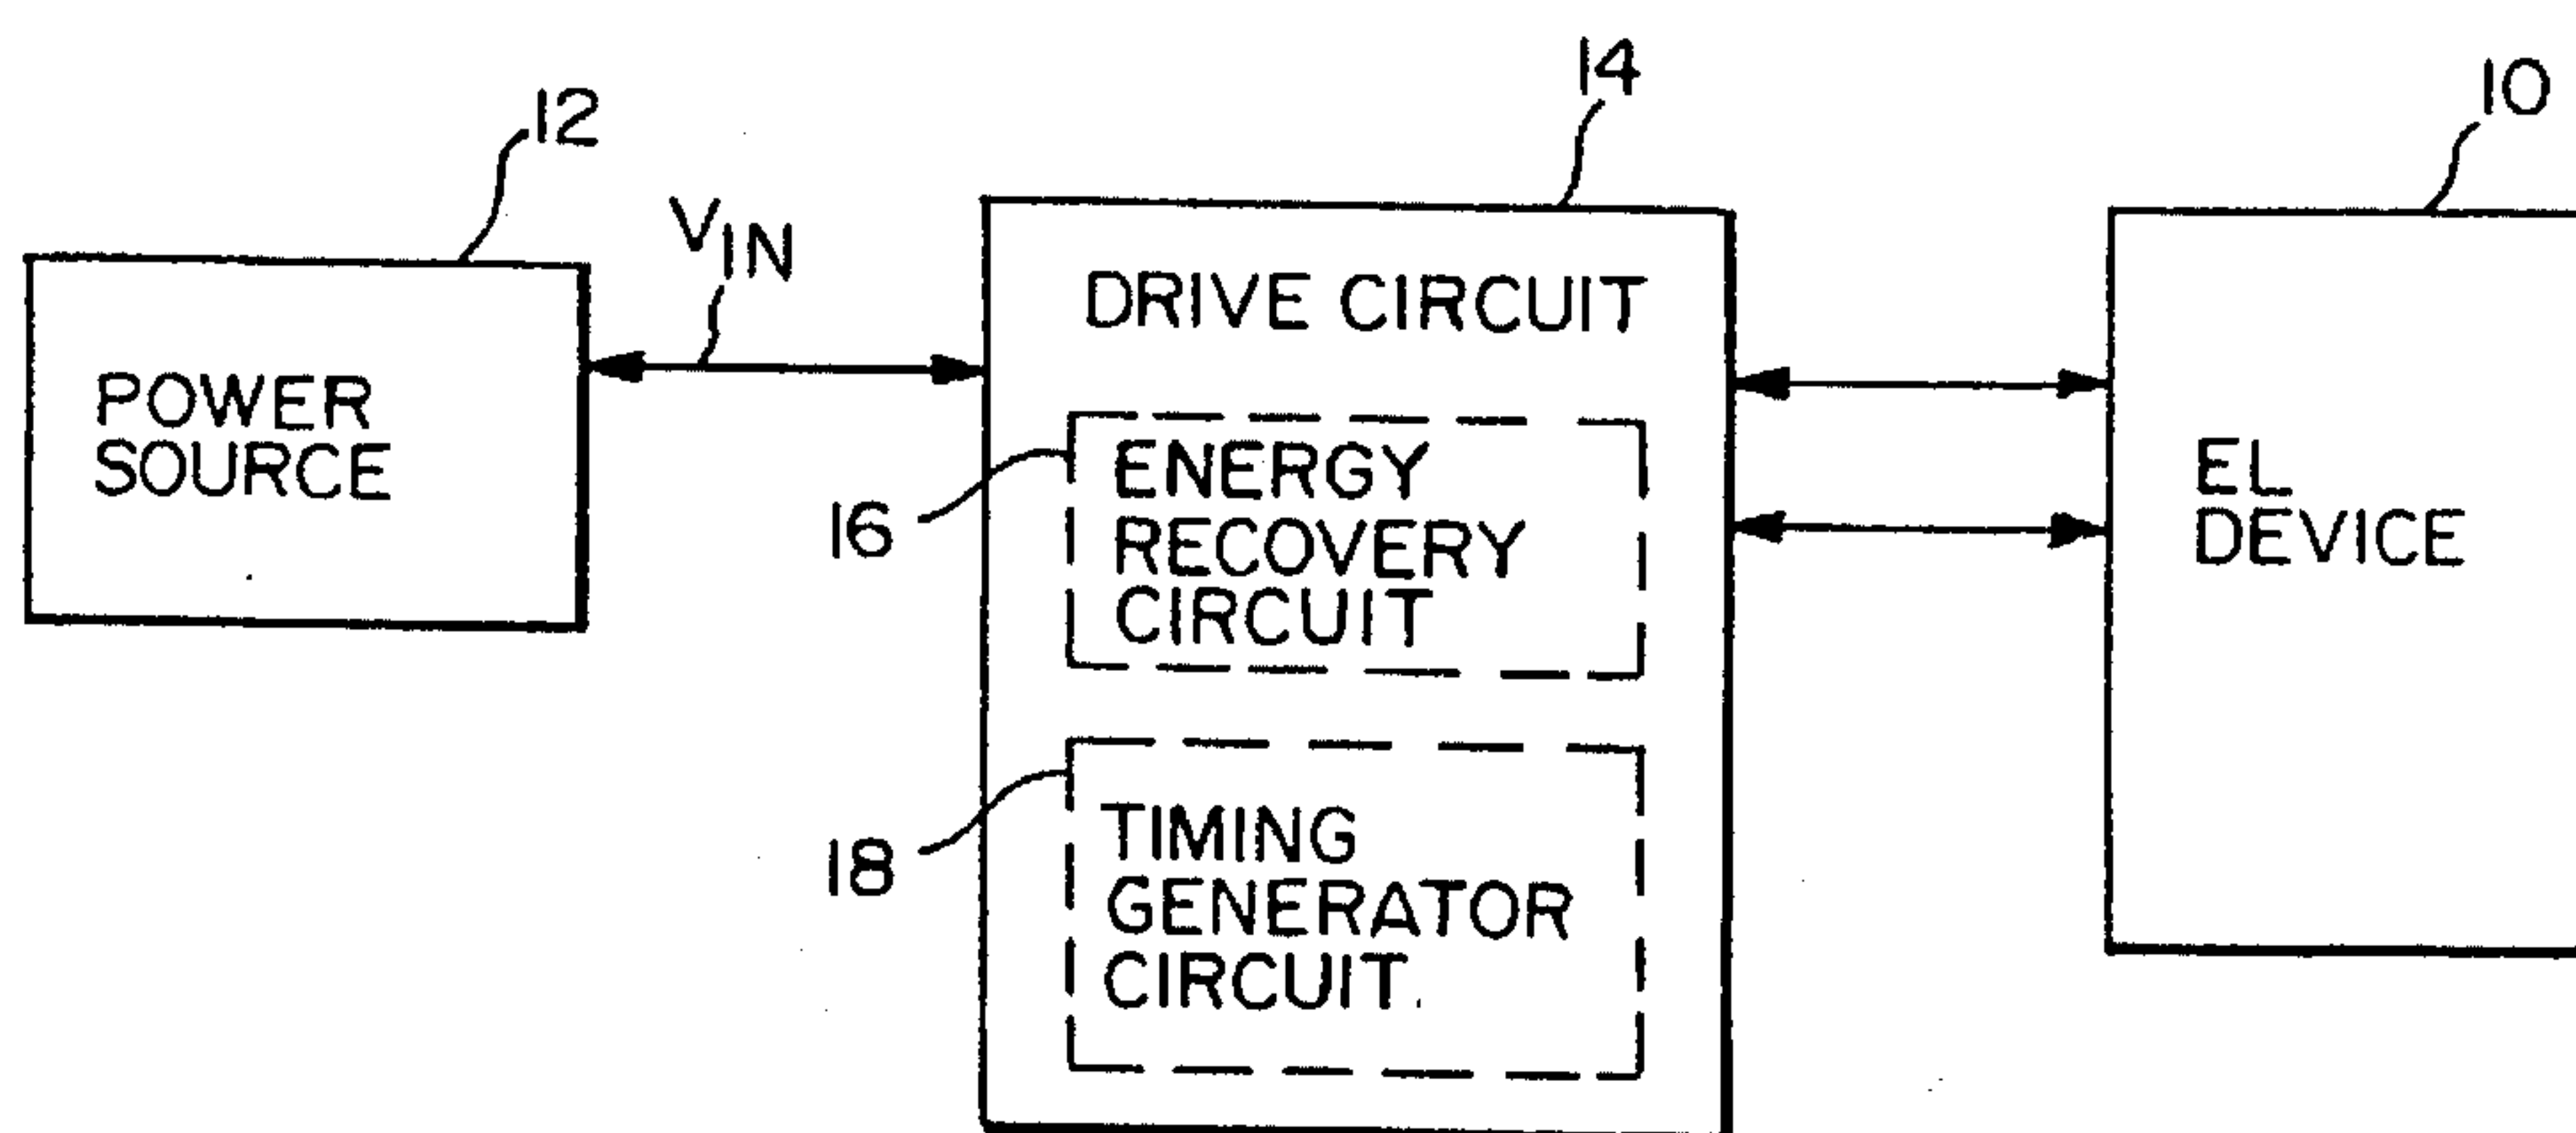 14
10
12
VIN
DRIVE CIRCUIT
POWER
SOURCE
16
ENERGY
RECOVERY
CIRCUIT
EL
DEVICE
18
TIMING
GENERATOR
CIRCUIT